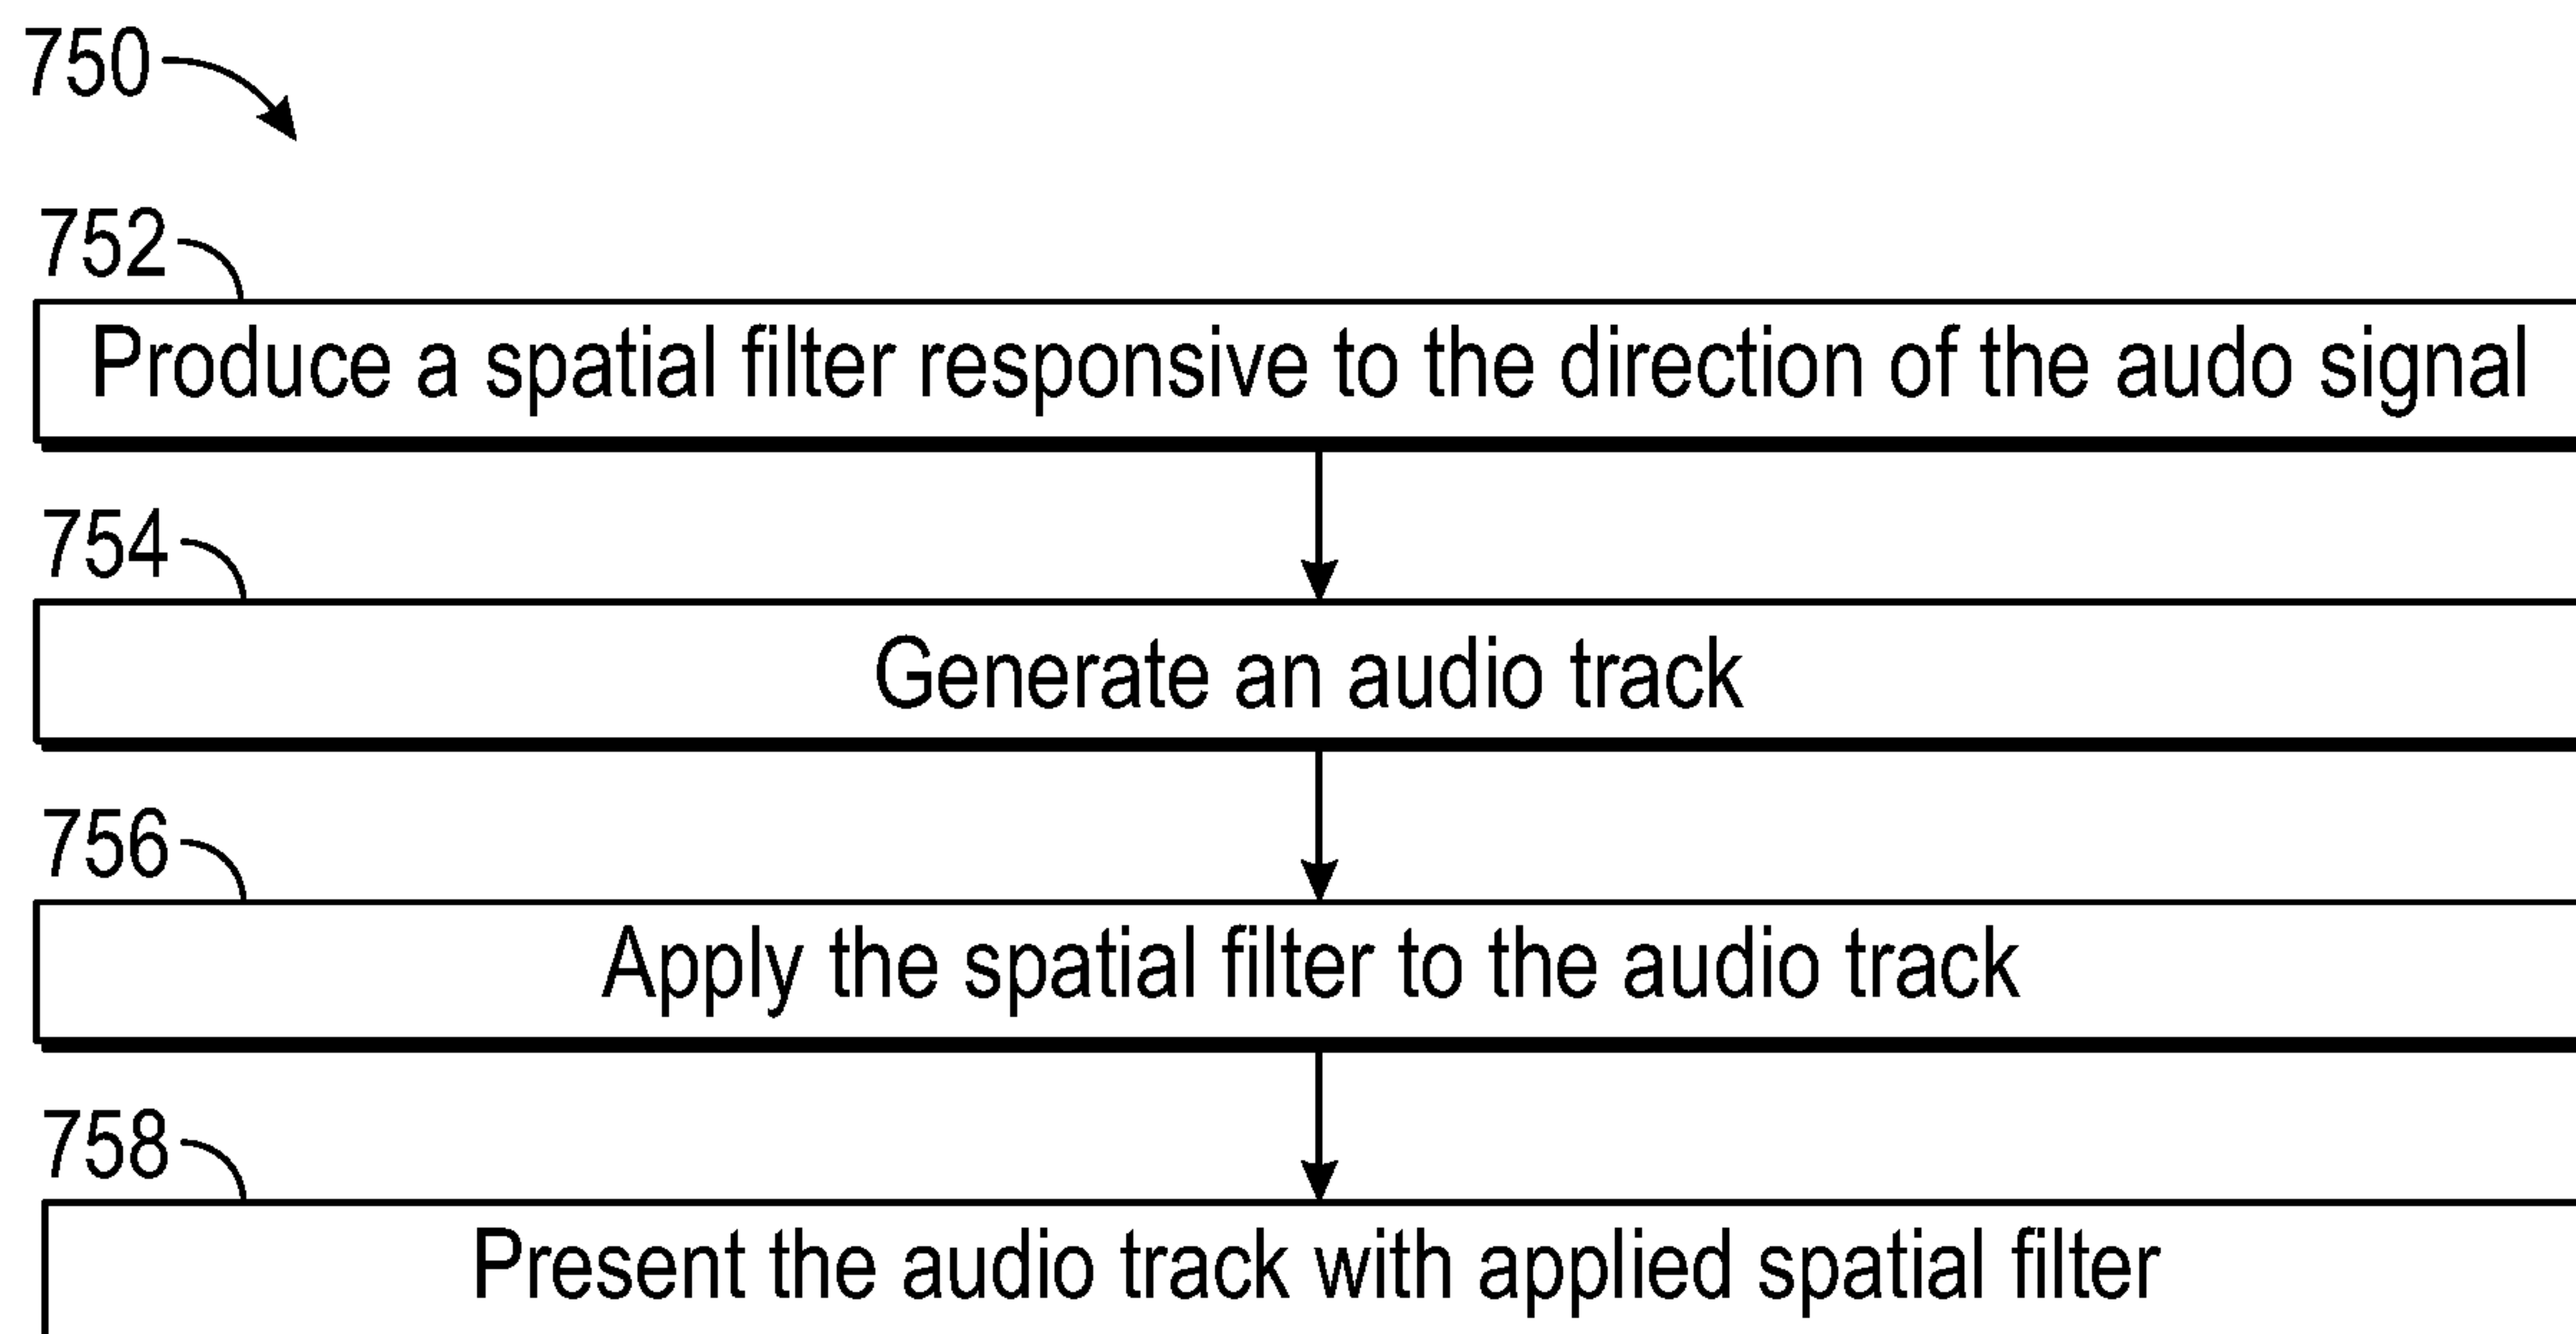 750
752
Produce a spatial filter responsive to the direction of the audo signal
754
Generate an audio track
756
Apply the spatial filter to the audio track
758
Present the audio track with applied spatial filter